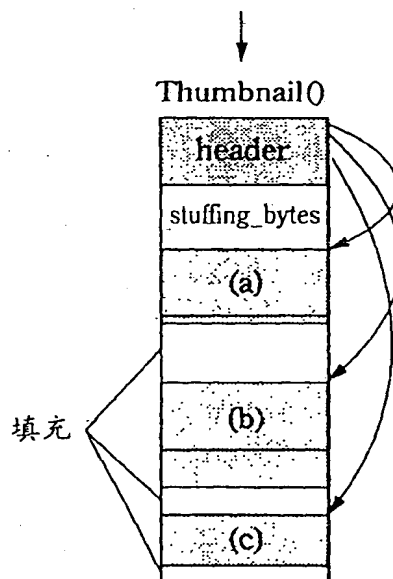 Thumbnail()
header
stuffing_bytes
(a)
(b)
填充
(c)